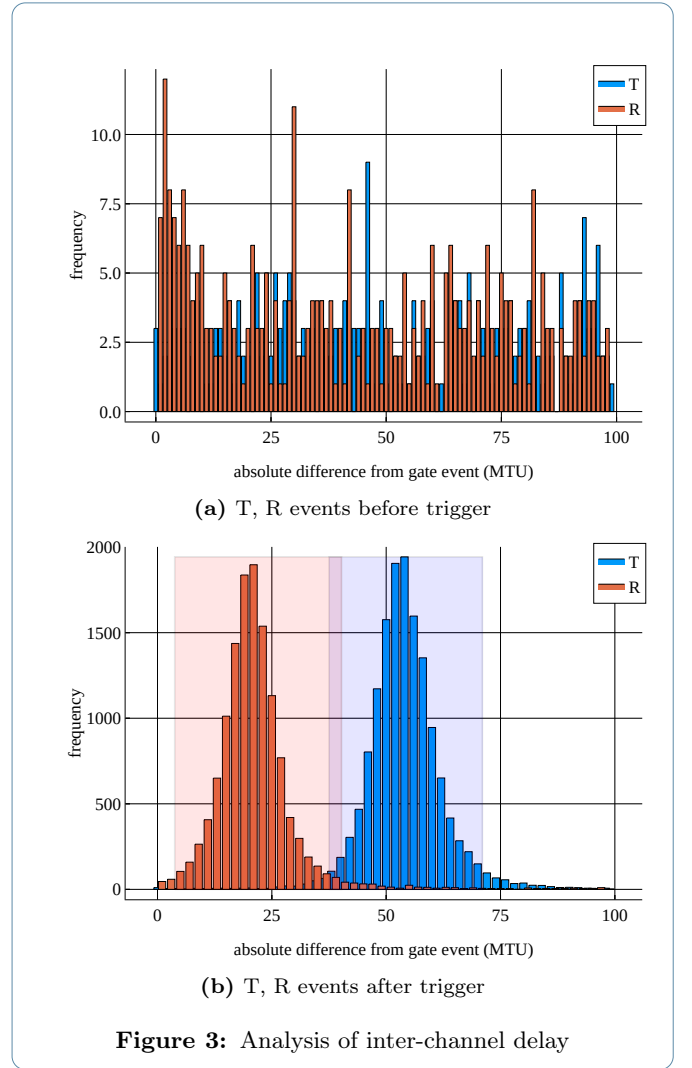 T
R
10.0
7.5
5.0
2.5
0.0
frequency
0 25 50 75 100
absolute difference from gate event (MTU)
(a) T, R events before trigger
2000
1500
1000
500
0
frequency
T
R
0 25 50 75 100
absolute difference from gate event (MTU)
(b) T, R events after trigger
Figure 3: Analysis of inter-channel delay